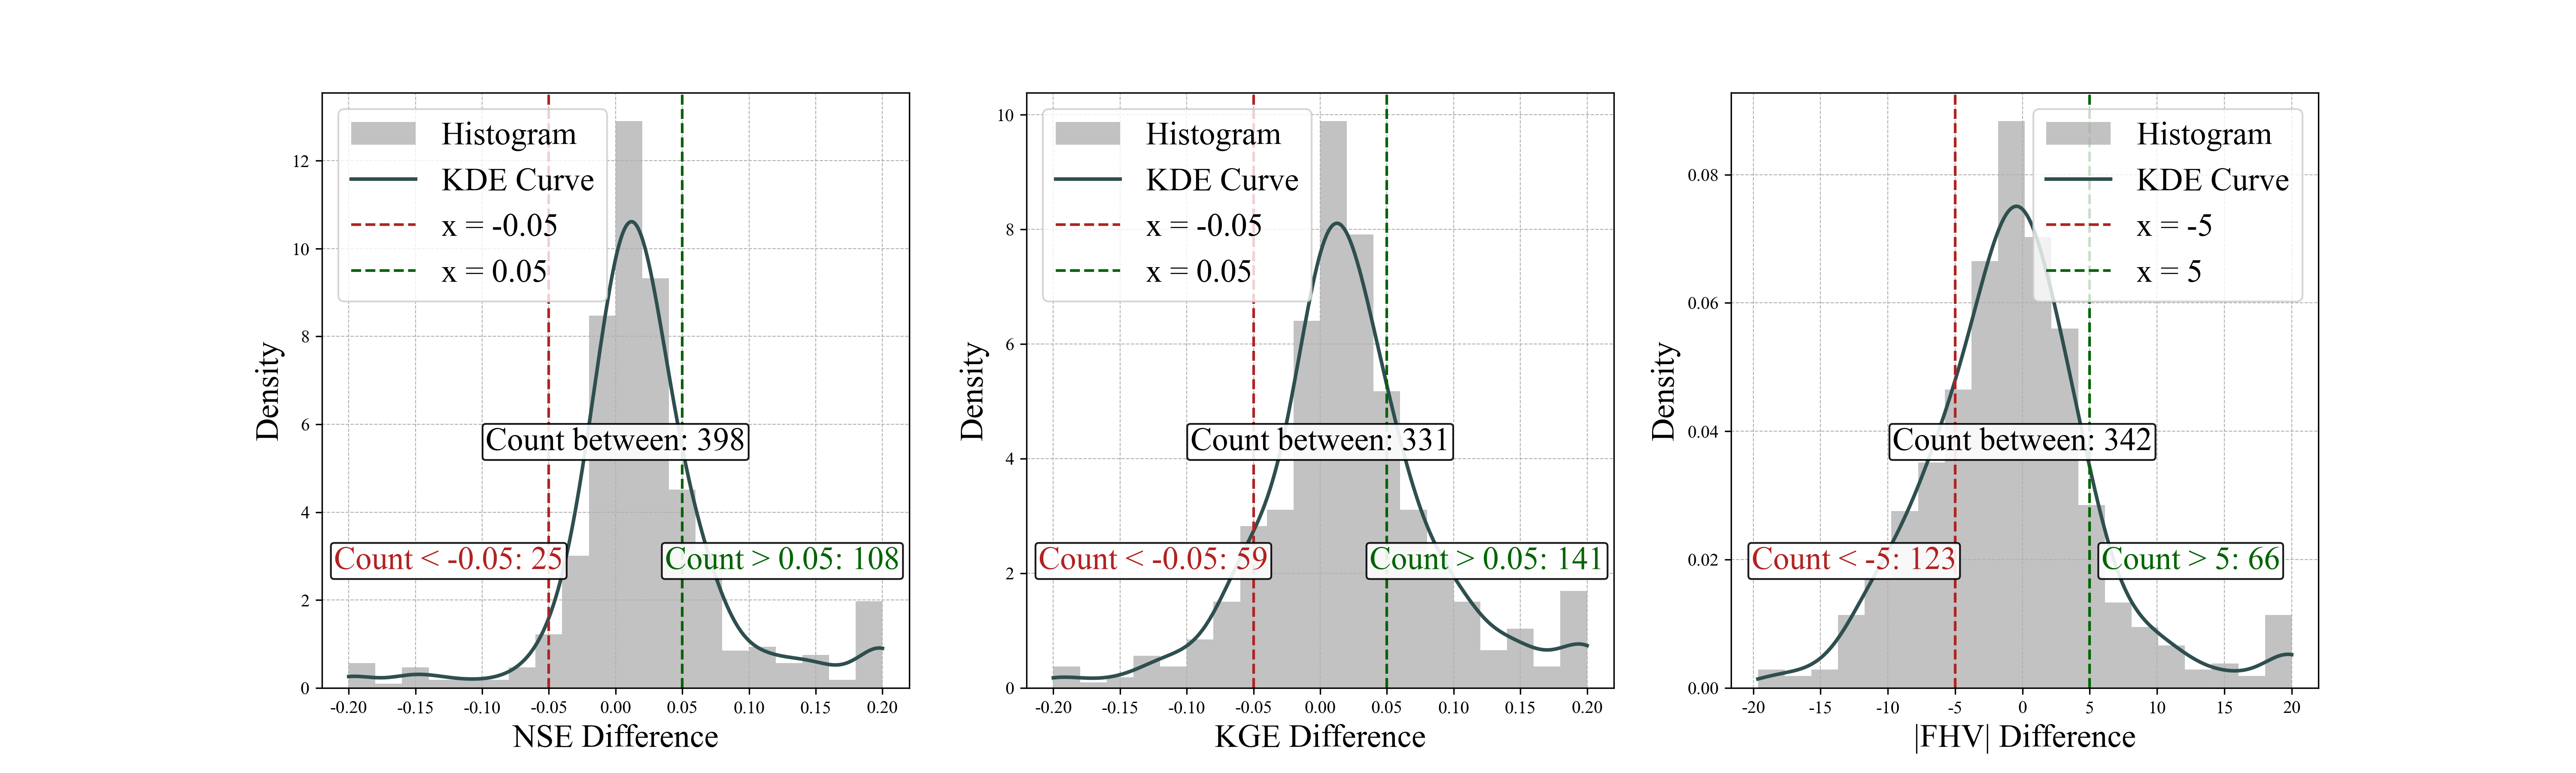 Histogram
KDE Curve
x = -0.05
x = 0.05
Count between: 398
Count < -0.05: 25
Count > 0.05: 108
Density
0
2
4
6
8
10
12
-0.20 -0.15 -0.10 -0.05 0.00 0.05 0.10 0.15 0.20
NSE Difference
Histogram
KDE Curve
x = -0.05
x = 0.05
Count between: 331
Count < -0.05: 59
Count > 0.05: 141
Density
0
2
4
6
8
10
-0.20 -0.15 -0.10 -0.05 0.00 0.05 0.10 0.15 0.20
KGE Difference
Histogram
KDE Curve
x = -5
x = 5
Count between: 342
Count < -5: 123
Count > 5: 66
Density
0.00
0.02
0.04
0.06
0.08
-20 -15 -10 -5 0 5 10 15 20
|FHV| Difference